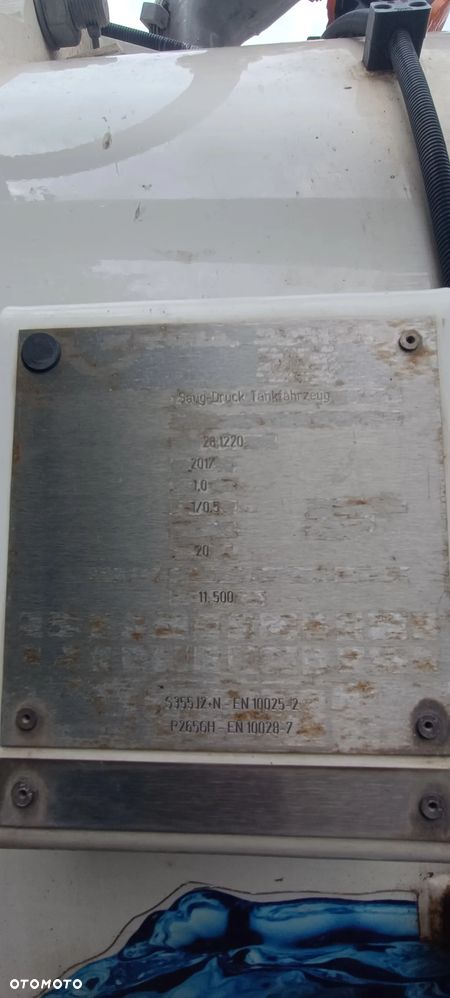 Saug-Druck Tankfahrzeug
28.1220
2017
1,0
-1/0,5
20
11.500
S355J2+N - EN 10025-2
P265GH - EN 10028-7
OTOMOTO